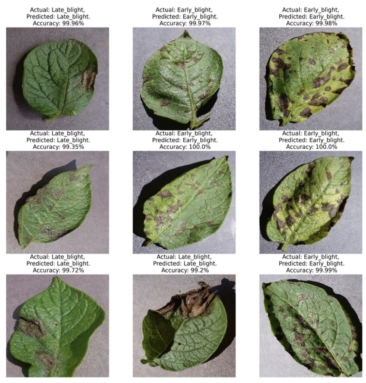 Actual: Late_blight,
Predicted: Late_blight.
Accuracy: 99.96%
Actual: Early_blight,
Predicted: Early_blight.
Accuracy: 99.97%
Actual: Early_blight,
Predicted: Early_blight.
Accuracy: 99.98%
Actual: Late_blight,
Predicted: Late_blight.
Accuracy: 99.35%
Actual: Early_blight,
Predicted: Early_blight.
Accuracy: 100.0%
Actual: Early_blight,
Predicted: Early_blight.
Accuracy: 100.0%
Actual: Late_blight,
Predicted: Late_blight.
Accuracy: 99.72%
Actual: Late_blight,
Predicted: Late_blight.
Accuracy: 99.2%
Actual: Early_blight,
Predicted: Early_blight.
Accuracy: 99.99%